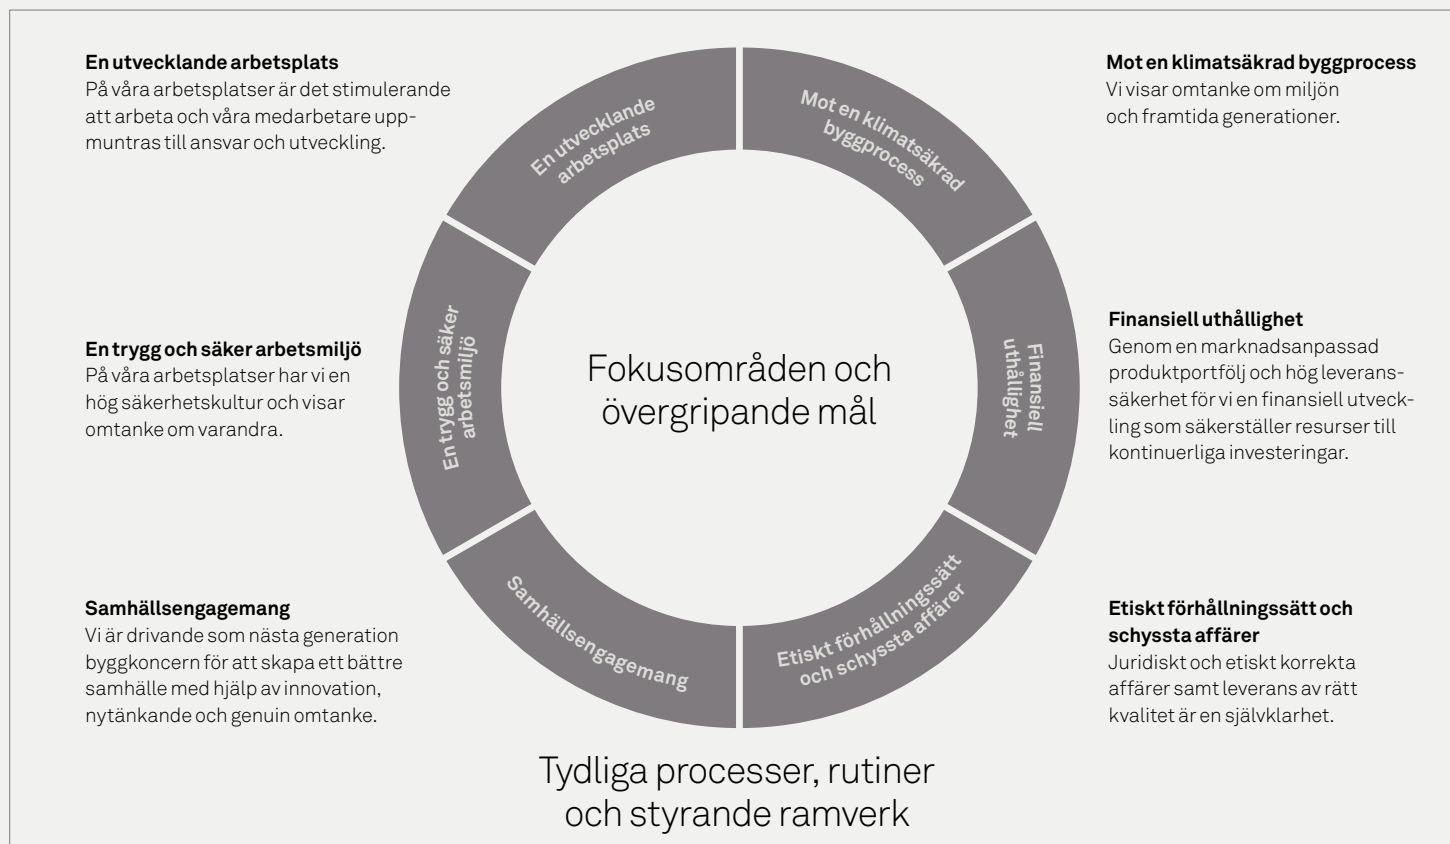 En utvecklande arbetsplats
På våra arbetsplatser är det stimulerande
att arbeta och våra medarbetare upp-
muntras till ansvar och utveckling.
En trygg och säker arbetsmiljö
På våra arbetsplatser har vi en
hög säkerhetskultur och visar
omtanke om varandra.
Samhällsengagemang
Vi är drivande som nästa generation
byggkoncern för att skapa ett bättre
samhälle med hjälp av innovation,
nytänkande och genuin omtanke.
En utvecklande
arbetsplats
Mot en klimatsäkrad
byggprocess
En trygg och säker
arbetsmiljö
Fokusområden och
övergripande mål
Finansiell
uthållighet
Samhällsengagemang
Etiskt förhållningssätt
och schyssta affärer
Tydliga processer, rutiner
och styrande ramverk
Mot en klimatsäkrad byggprocess
Vi visar omtanke om miljön
och framtida generationer.
Finansiell uthållighet
Genom en marknadsanpassad
produktportfölj och hög leverans-
säkerhet för vi en finansiell utveck-
ling som säkerställer resurser till
kontinuerliga investeringar.
Etiskt förhållningssätt och
schyssta affärer
Juridiskt och etiskt korrekta
affärer samt leverans av rätt
kvalitet är en självklarhet.